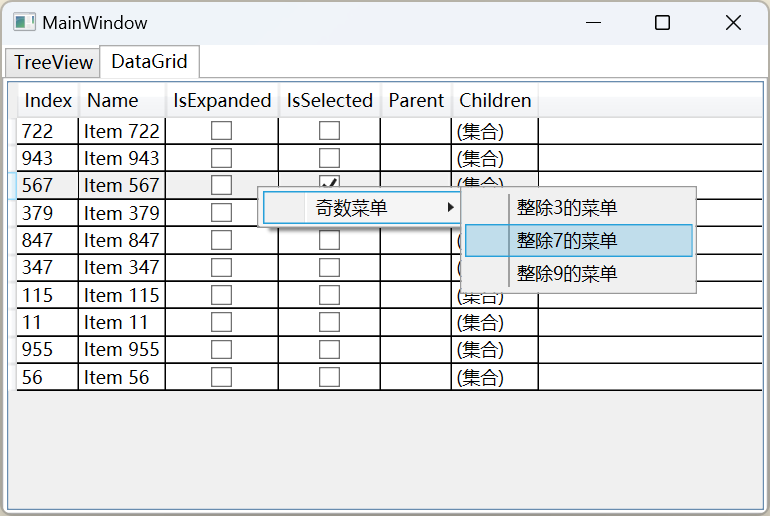 MainWindow
TreeView DataGrid
Index Name IsExpanded IsSelected Parent Children
722 Item 722 (集合)
943 Item 943 (集合)
567 Item 567 (集合)
379 Item 379
847 Item 847
347 Item 347
115 Item 115 (集合)
11 Item 11 (集合)
955 Item 955 (集合)
56 Item 56 (集合)
奇数菜单
整除3的菜单
整除7的菜单
整除9的菜单